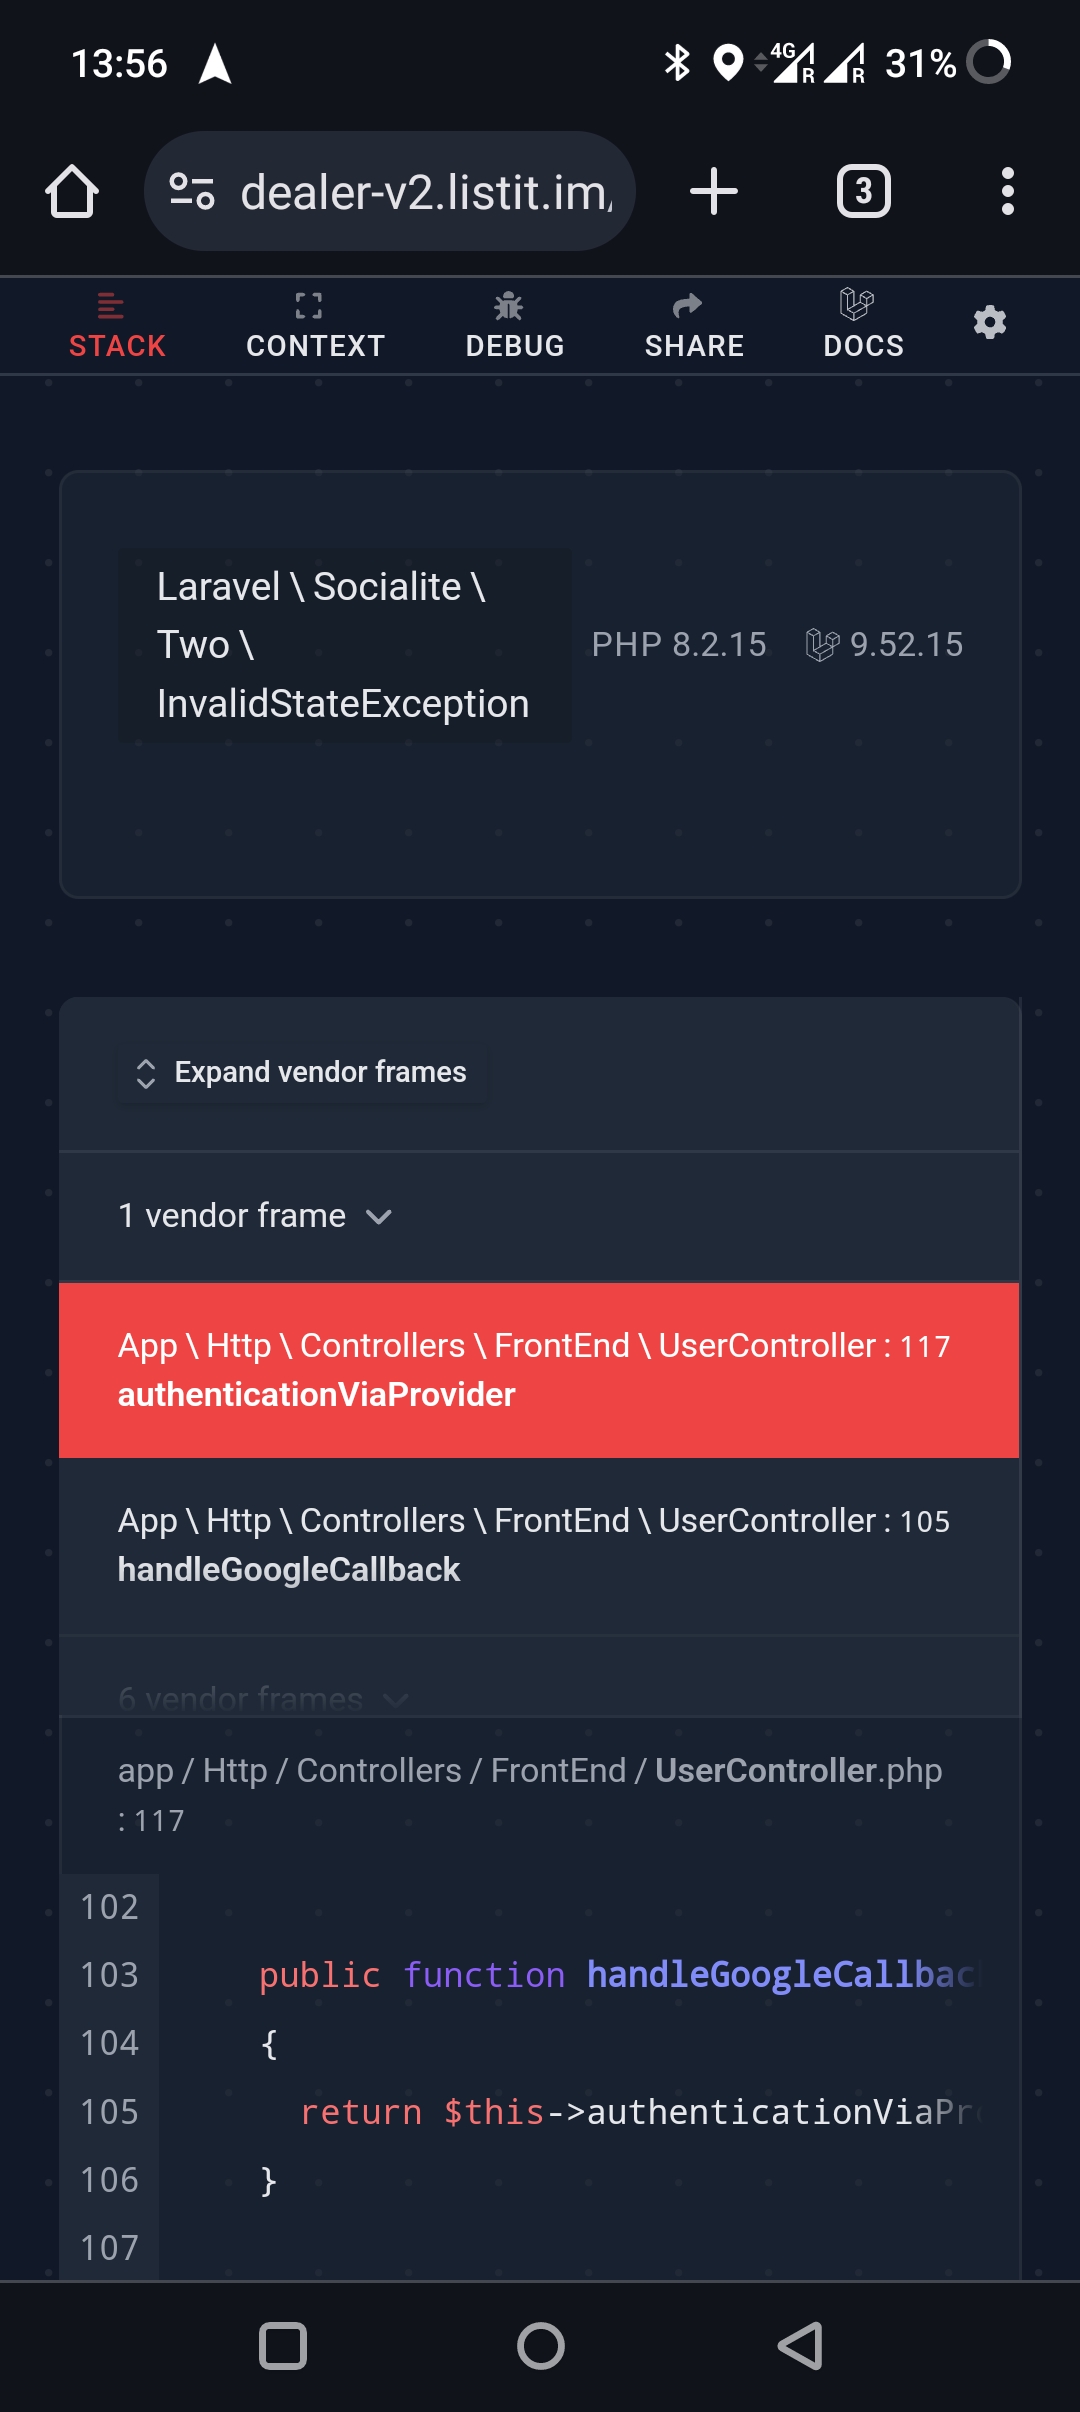 13:56 4G R R 31%
dealer-v2.listit.im/ 3
STACK CONTEXT DEBUG SHARE DOCS
Laravel \ Socialite \
Two \
InvalidStateException
PHP 8.2.15 9.52.15
Expand vendor frames
1 vendor frame
App \ Http \ Controllers \ FrontEnd \ UserController : 117
authenticationViaProvider
App \ Http \ Controllers \ FrontEnd \ UserController : 105
handleGoogleCallback
6 vendor frames
app / Http / Controllers / FrontEnd / UserController.php
: 117
102
103 public function handleGoogleCallbac
104 {
105 return $this->authenticationViaPro
106 }
107